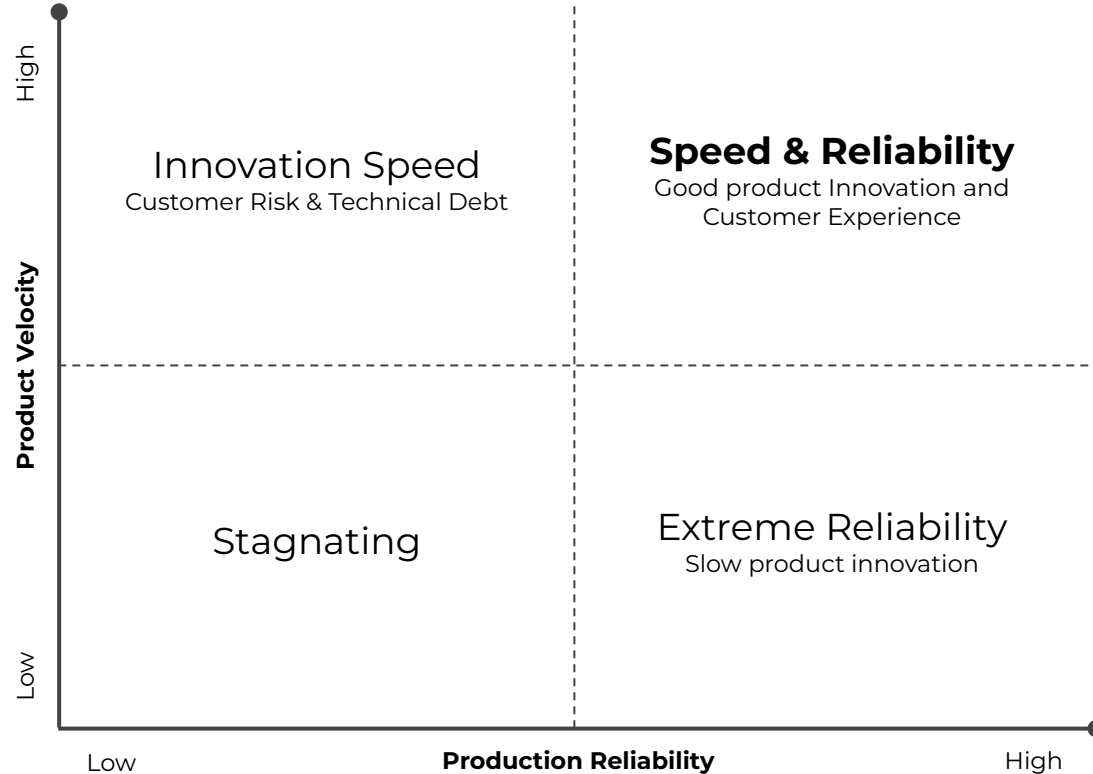 High
Innovation Speed
Customer Risk & Technical Debt
Speed & Reliability
Good product Innovation and
Customer Experience
Product Velocity
Stagnating
Extreme Reliability
Slow product innovation
Low
Low
Production Reliability
High